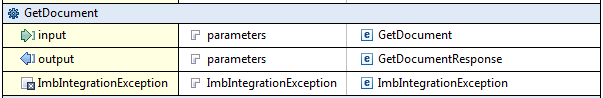 GetDocument
input parameters GetDocument
output parameters GetDocumentResponse
ImbIntegrationException ImbIntegrationException ImbIntegrationException